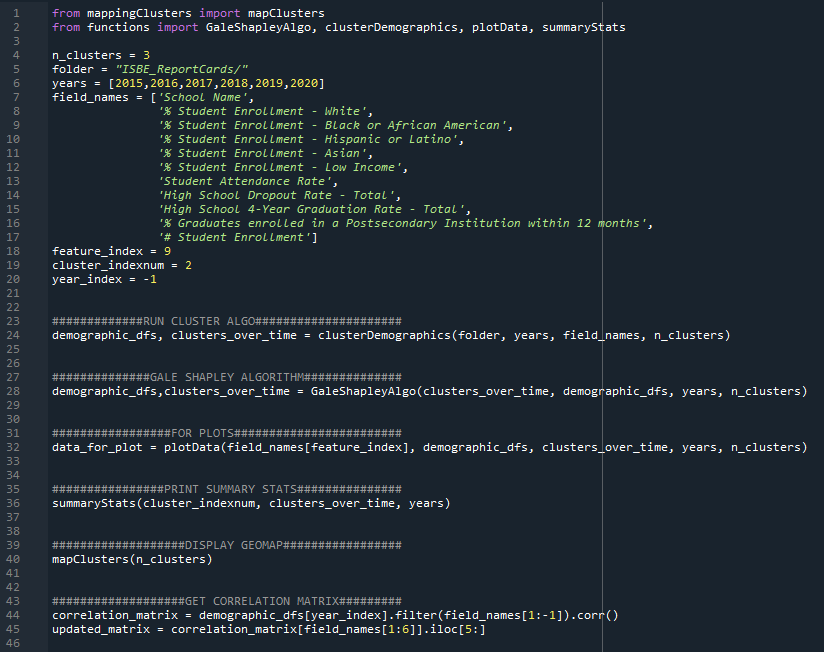 1 from mappingClusters import mapClusters
2 from functions import GaleShapleyAlgo, clusterDemographics, plotData, summaryStats
3
4 n_clusters = 3
5 folder = "ISBE_ReportCards/"
6 years = [2015,2016,2017,2018,2019,2020]
7 field_names = ['School Name',
8 '% Student Enrollment - White',
9 '% Student Enrollment - Black or African American',
10 '% Student Enrollment - Hispanic or Latino',
11 '% Student Enrollment - Asian',
12 '% Student Enrollment - Low Income',
13 'Student Attendance Rate',
14 'High School Dropout Rate - Total',
15 'High School 4-Year Graduation Rate - Total',
16 '% Graduates enrolled in a Postsecondary Institution within 12 months',
17 '# Student Enrollment']
18 feature_index = 9
19 cluster_indexnum = 2
20 year_index = -1
21
22
23 #############RUN CLUSTER ALGO#####################
24 demographic_dfs, clusters_over_time = clusterDemographics(folder, years, field_names, n_clusters)
25
26
27 ##############GALE SHAPLEY ALGORITHM##############
28 demographic_dfs,clusters_over_time = GaleShapleyAlgo(clusters_over_time, demographic_dfs, years, n_clusters)
29
30
31 #################FOR PLOTS########################
32 data_for_plot = plotData(field_names[feature_index], demographic_dfs, clusters_over_time, years, n_clusters)
33
34
35 ################PRINT SUMMARY STATS###############
36 summaryStats(cluster_indexnum, clusters_over_time, years)
37
38
39 ###################DISPLAY GEOMAP#################
40 mapClusters(n_clusters)
41
42
43 ###################GET CORRELATION MATRIX#########
44 correlation_matrix = demographic_dfs[year_index].filter(field_names[1:-1]).corr()
45 updated_matrix = correlation_matrix[field_names[1:6]].iloc[5:]
46